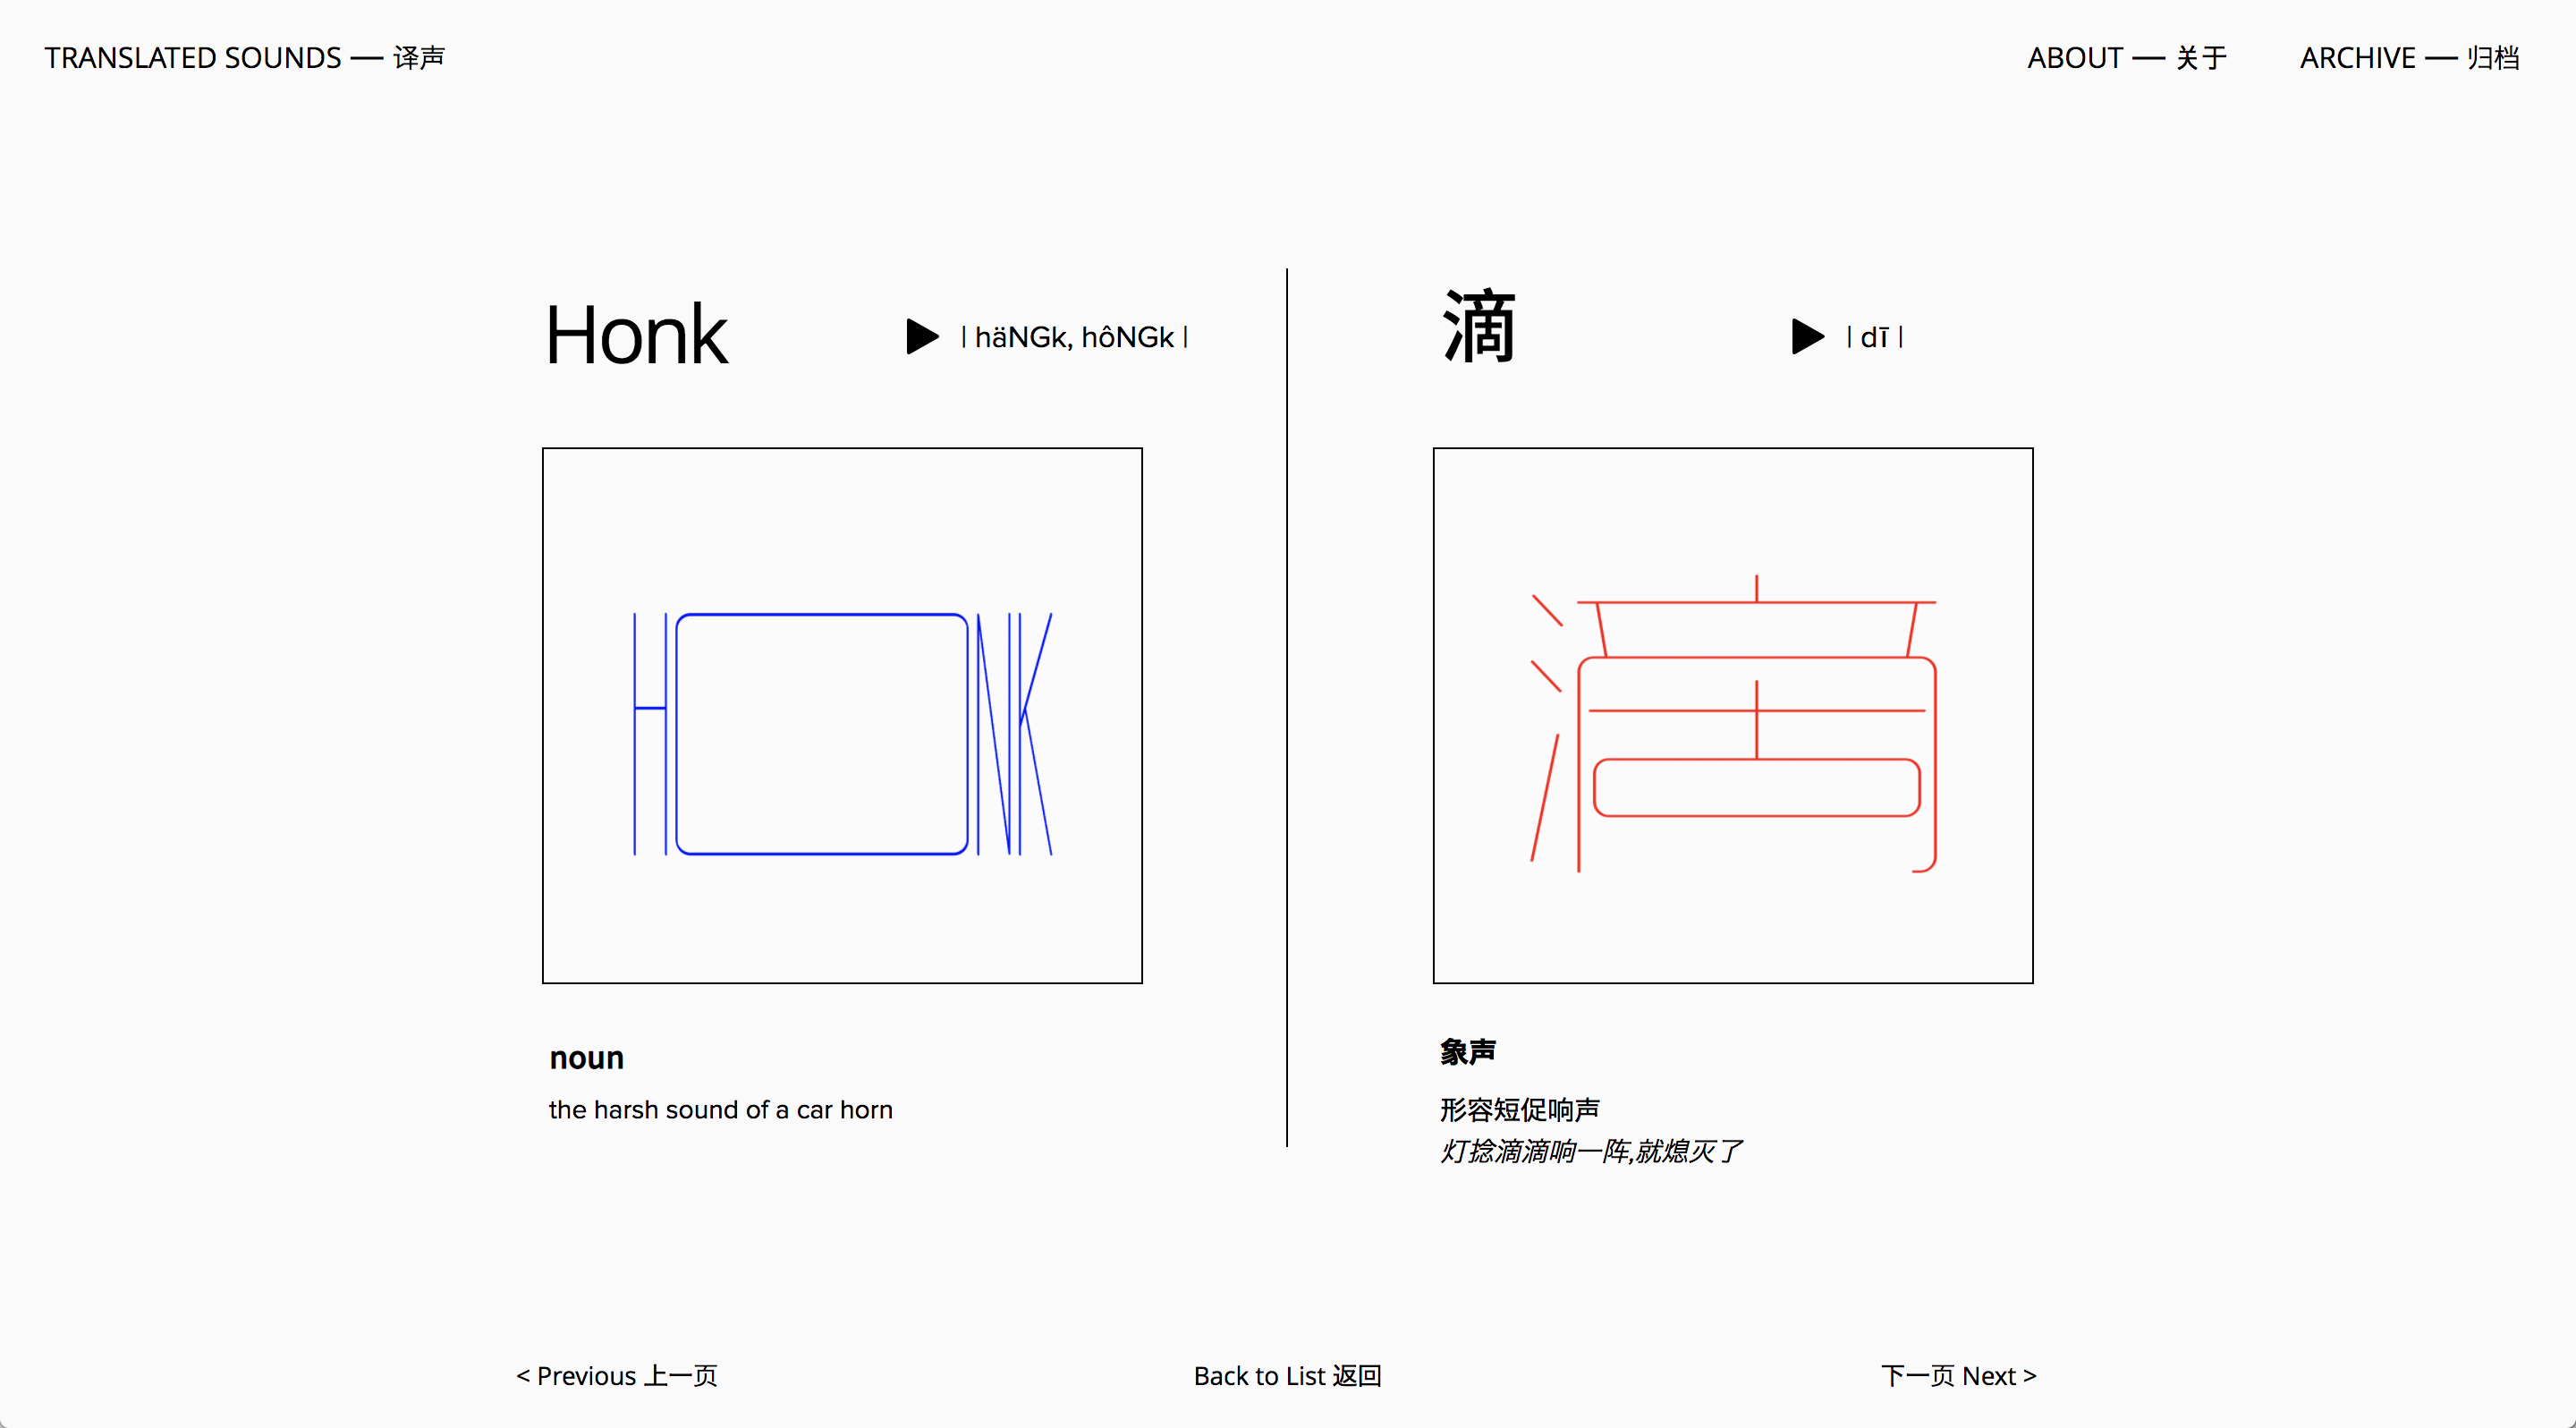 TRANSLATED SOUNDS — 译声
ABOUT — 关于
ARCHIVE — 归档
Honk
| häNGk, hôNGk |
HONK
noun
the harsh sound of a car horn
滴
| dī |
滴
象声
形容短促响声
灯捻滴滴响一阵,就熄灭了
< Previous 上一页
Back to List 返回
下一页 Next >